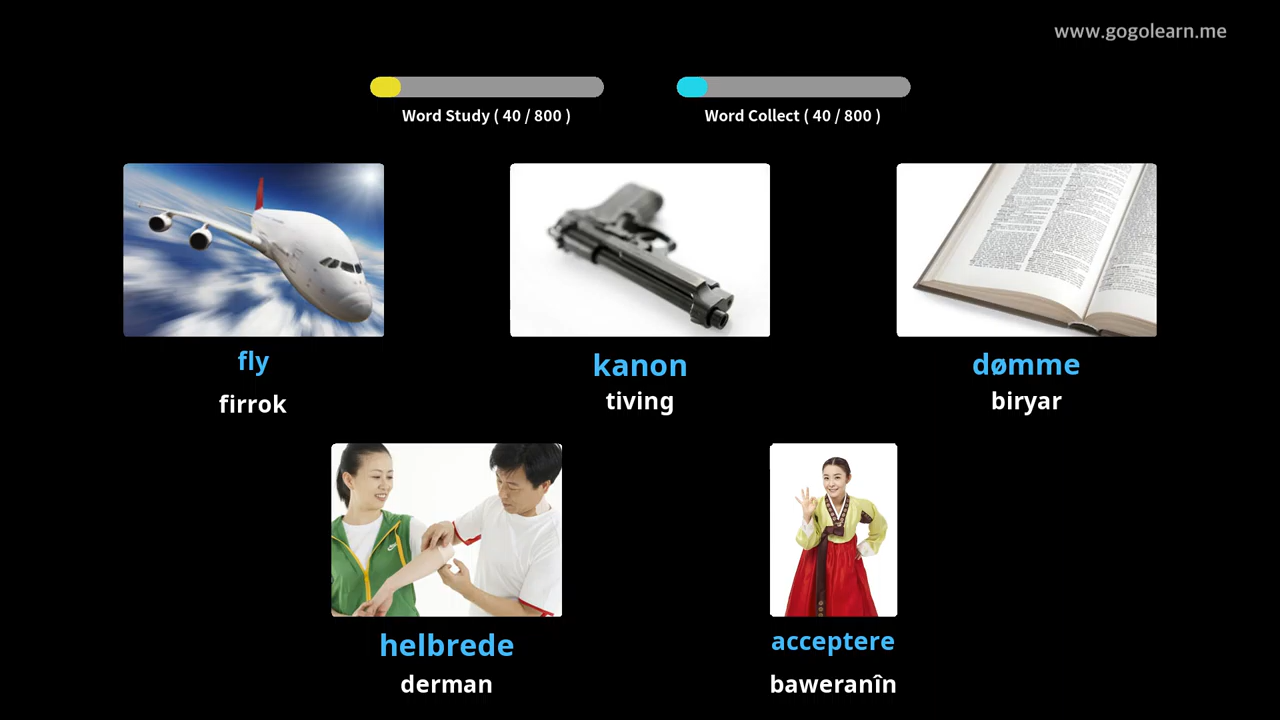 www.gogolearn.me
Word Study ( 40 / 800 )
Word Collect ( 40 / 800 )
fly
firrok
kanon
tiving
dømme
biryar
helbrede
derman
acceptere
baweranîn